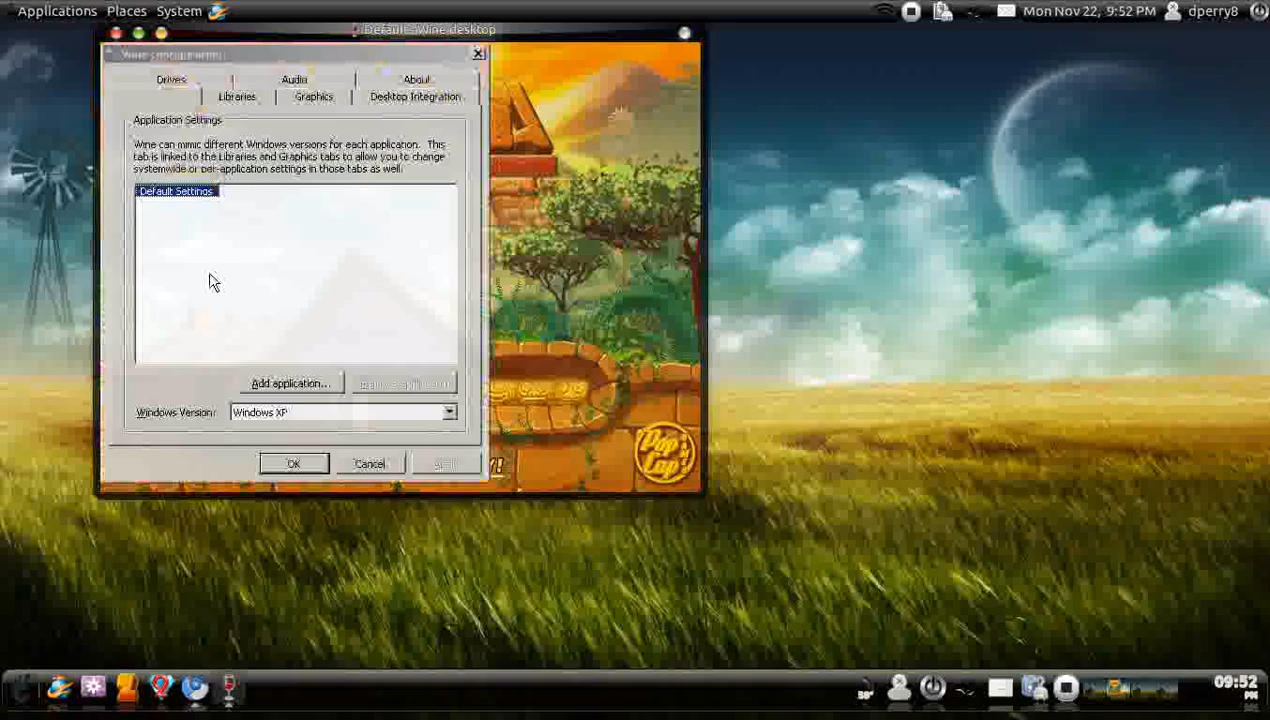 Applications Places System
Mon Nov 22, 9:52 PM dperry8
Default - Wine desktop
Drives Audio About
Libraries Graphics Desktop Integration
Application Settings
Wine can mimic different Windows versions for each application. This
tab is linked to the Libraries and Graphics tabs to allow you to change
systemwide or per-application settings in those tabs as well.
Default Settings
Add application...
Windows Version: Windows XP
OK Cancel
Pop
Cap
09:52
PM